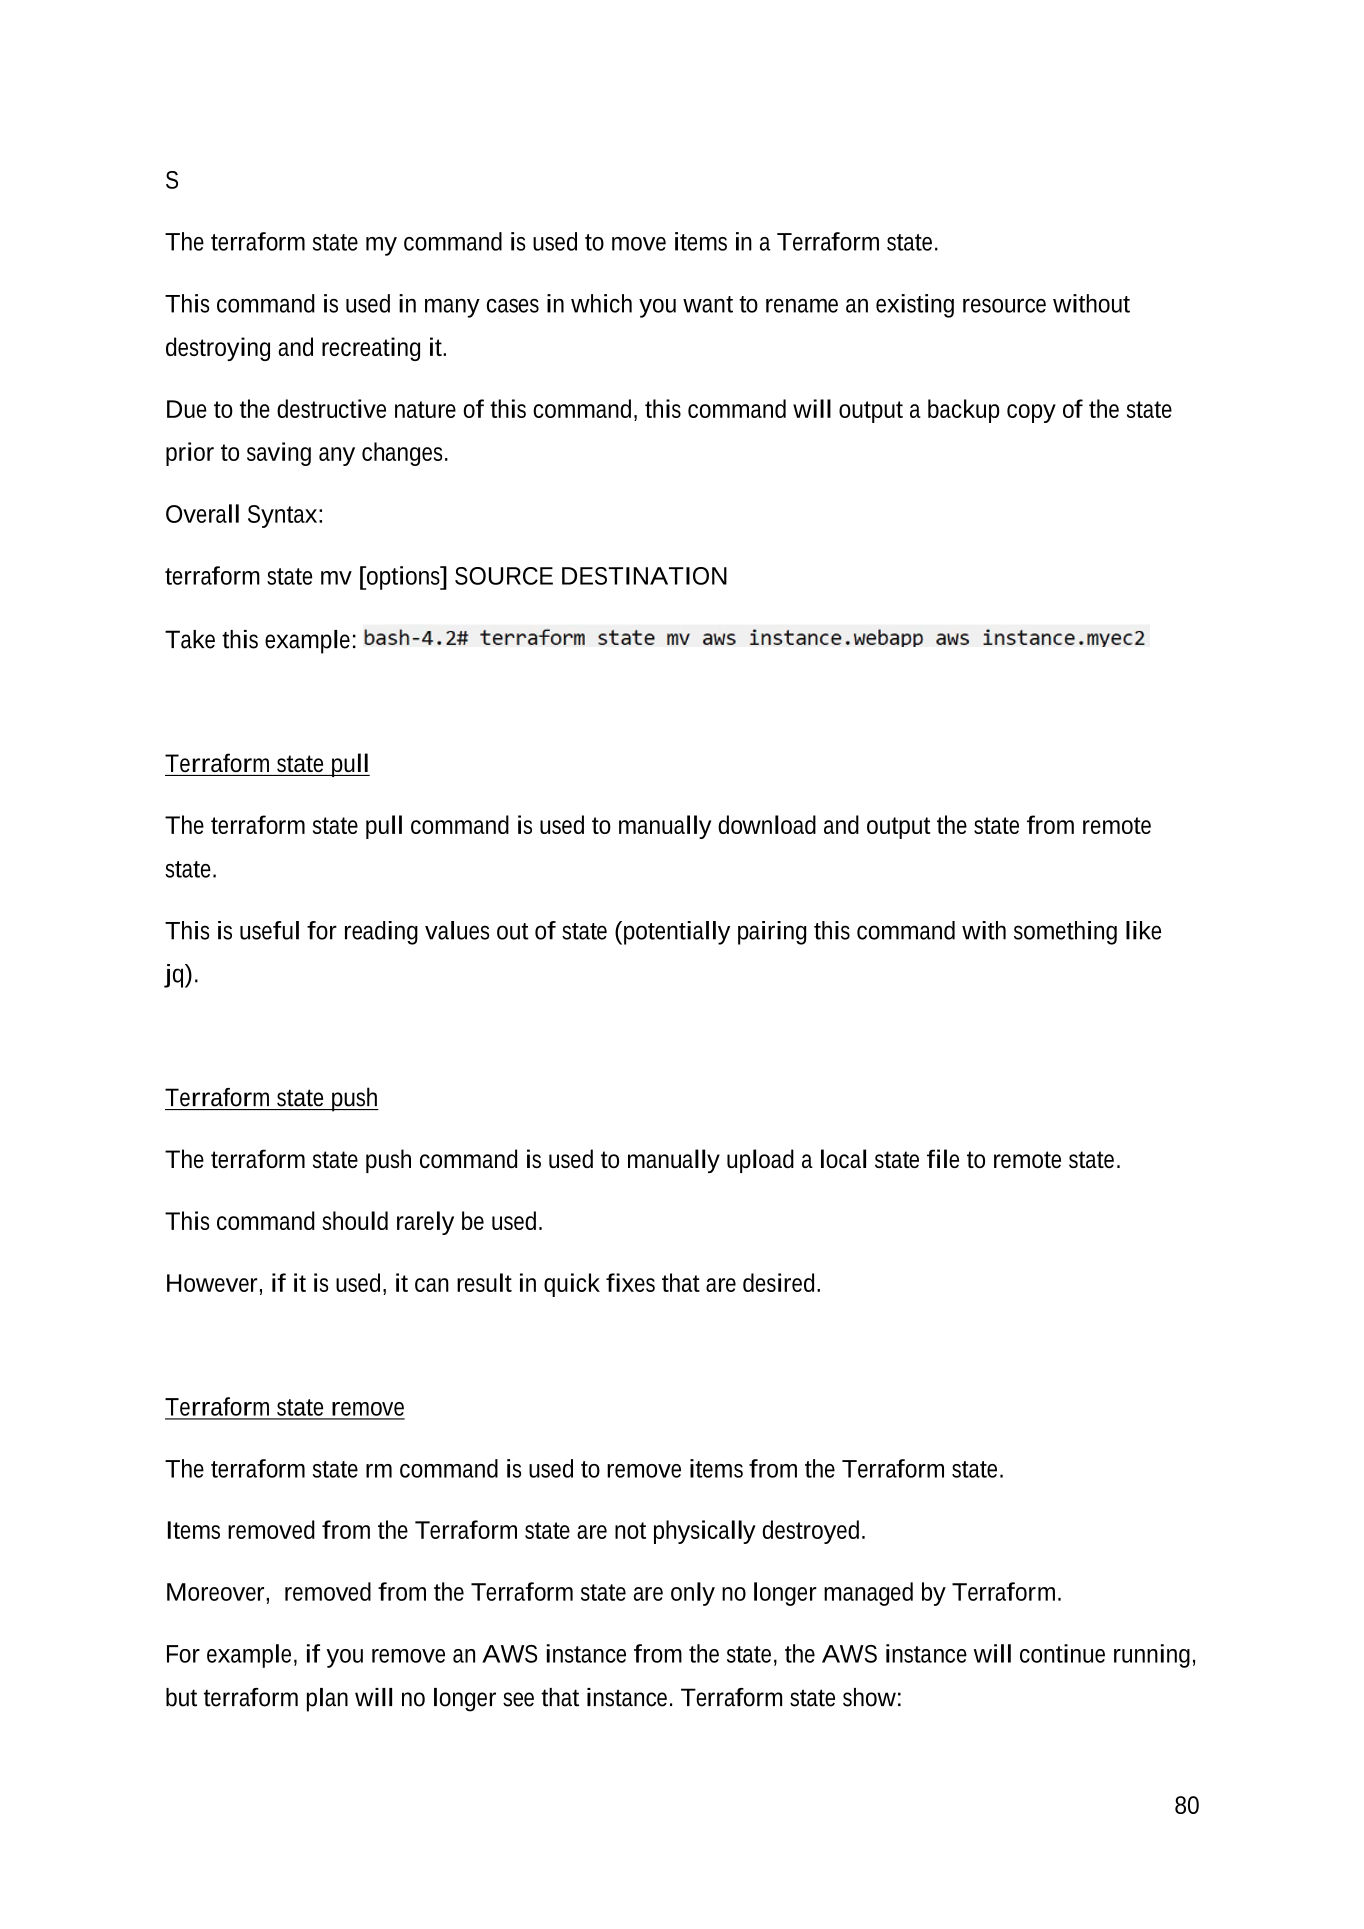 S
The terraform state my command is used to move items in a Terraform state.
This command is used in many cases in which you want to rename an existing resource without
destroying and recreating it.
Due to the destructive nature of this command, this command will output a backup copy of the state
prior to saving any changes.
Overall Syntax:
terraform state mv [options] SOURCE DESTINATION
Take this example: bash-4.2# terraform state mv aws instance.webapp aws instance.myec2
Terraform state pull
The terraform state pull command is used to manually download and output the state from remote
state.
This is useful for reading values out of state (potentially pairing this command with something like
jq).
Terraform state push
The terraform state push command is used to manually upload a local state file to remote state.
This command should rarely be used.
However, if it is used, it can result in quick fixes that are desired.
Terraform state remove
The terraform state rm command is used to remove items from the Terraform state.
Items removed from the Terraform state are not physically destroyed.
Moreover,  removed from the Terraform state are only no longer managed by Terraform.
For example, if you remove an AWS instance from the state, the AWS instance will continue running,
but terraform plan will no longer see that instance. Terraform state show:
80